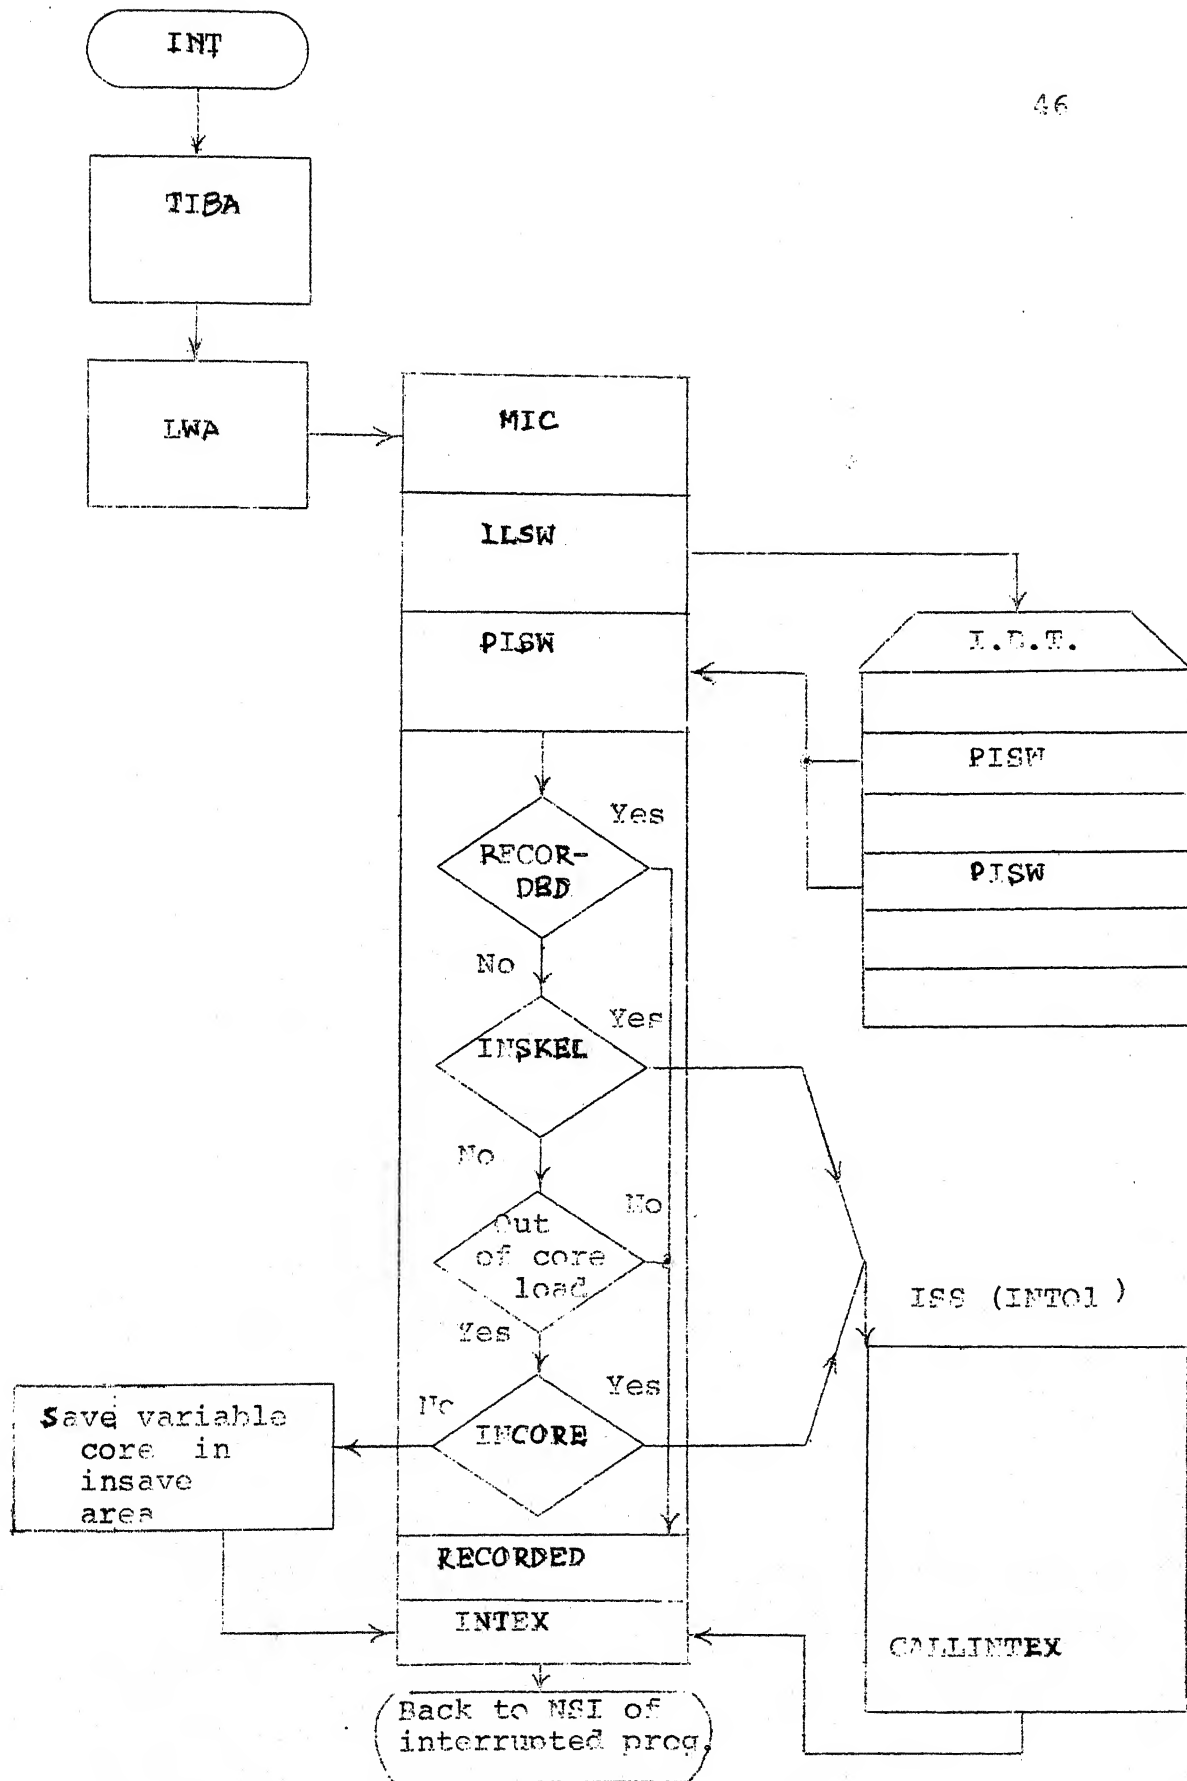 INT
46
TIBA
LWA
MIC
ILSW
PISW
I.D.T.
PISW
PISW
Yes
RECOR-
DED
No
Yes
INSKEL
No
No
Out
of core
load
Yes
ISS (INT01)
Yes
No
INCORE
Save variable
core in
insave
area
RECORDED
INTEX
CALLINTEX
Back to NSI of
interrupted prog.